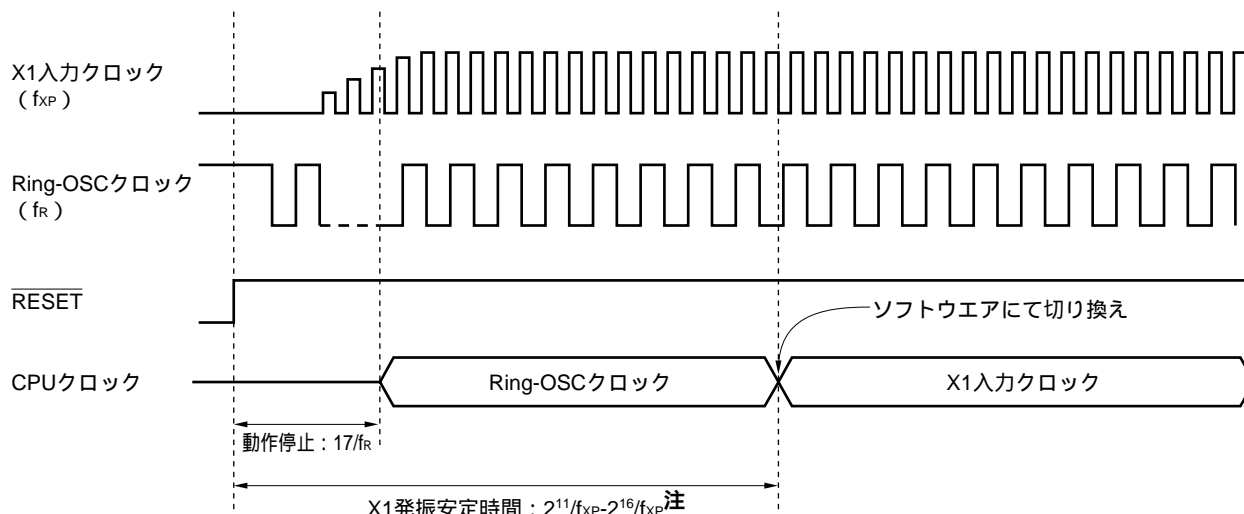 X1入力クロック
（fXP）
Ring-OSCクロック
（fR）
RESET
ソフトウエアにて切り換え
CPUクロック
Ring-OSCクロック
X1入力クロック
動作停止：17/fR
X1発振安定時間：2¹¹/fXP-2¹⁶/fXP注